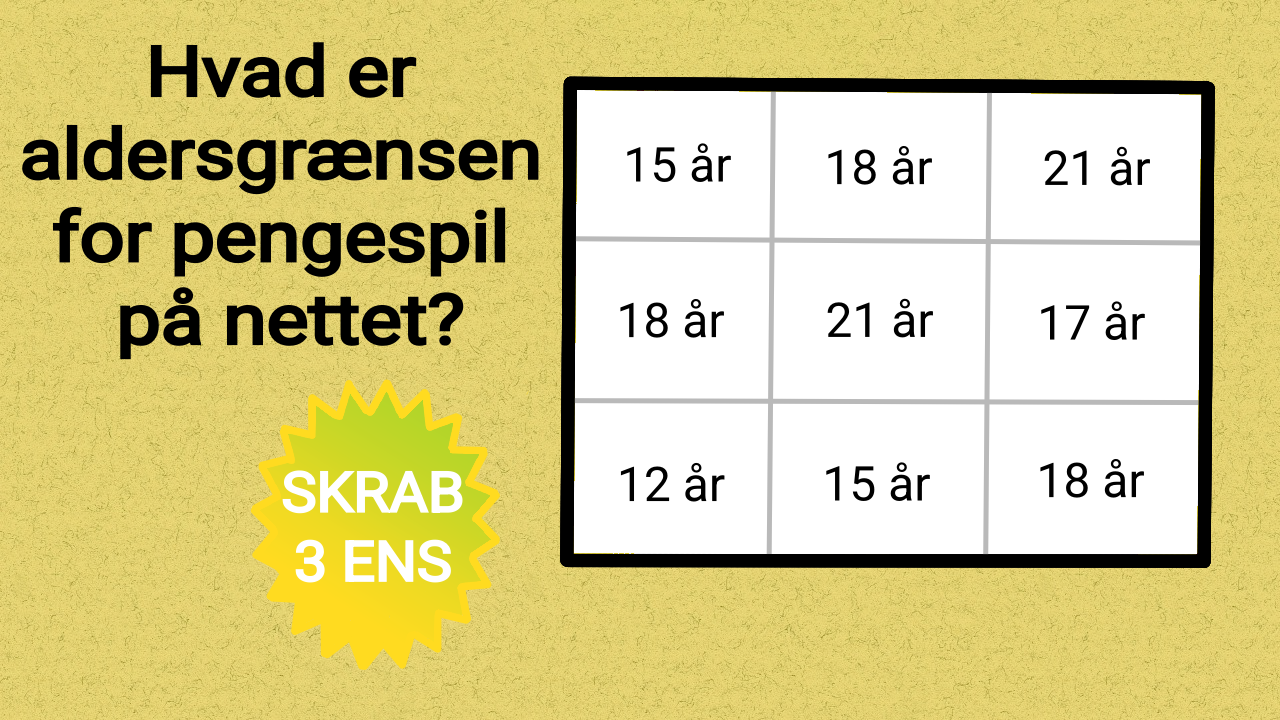 Hvad er
aldersgrænsen
for pengespil
på nettet?
SKRAB
3 ENS
15 år 18 år 21 år
18 år 21 år 17 år
12 år 15 år 18 år